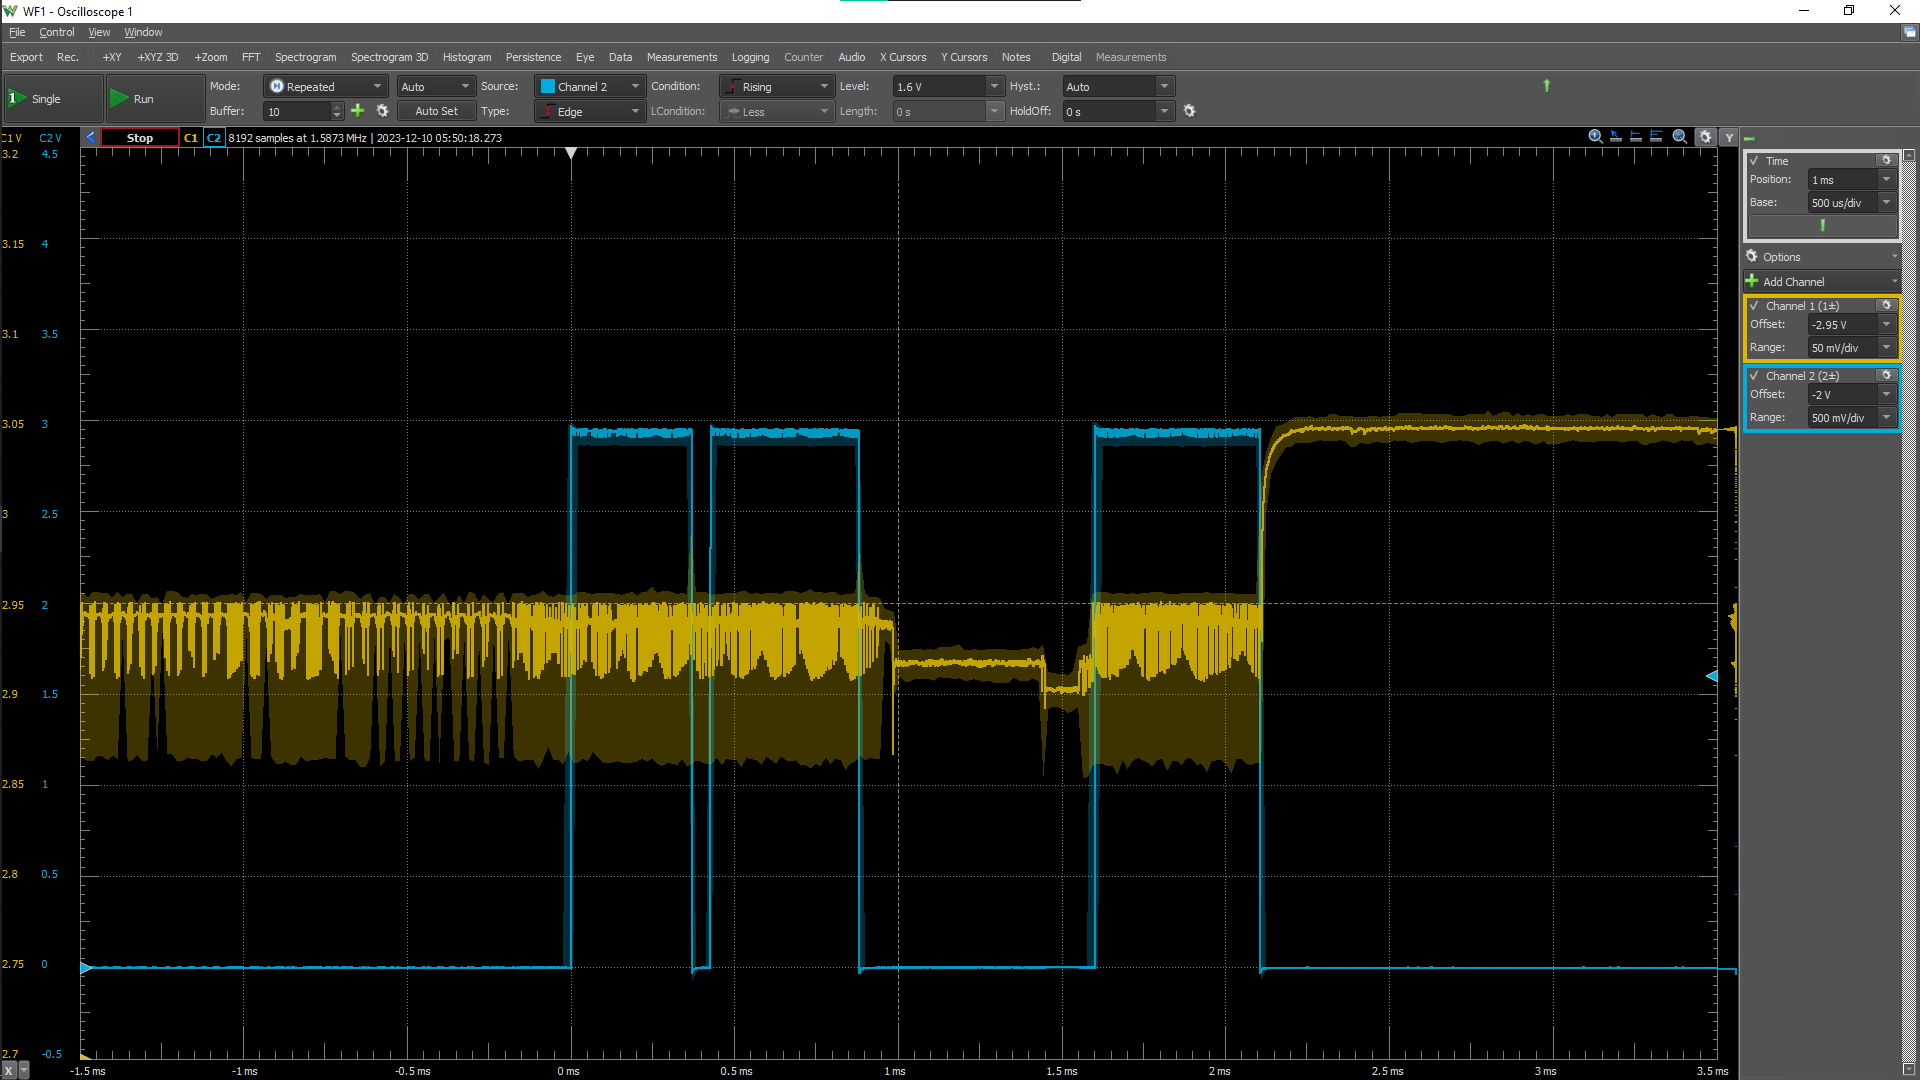 WF1 - Oscilloscope 1
File Control View Window
Export Rec. +XY +XYZ 3D +Zoom FFT Spectrogram Spectrogram 3D Histogram Persistence Eye Data Measurements Logging Counter Audio X Cursors Y Cursors Notes Digital Measurements
1 Single Run Mode: Repeated Auto Source: Channel 2 Condition: Rising Level: 1.6 V Hyst.: Auto
Buffer: 10 Auto Set Type: Edge LCondition: Less Length: 0 s HoldOff: 0 s
C1 V C2 V Stop C1 C2 8192 samples at 1.5873 MHz | 2023-12-10 05:50:18.273 Y
3.2 4.5
3.15 4
3.1 3.5
3.05 3
3 2.5
2.95 2
2.9 1.5
2.85 1
2.8 0.5
2.75 0
2.7 -0.5
X -1.5 ms -1 ms -0.5 ms 0 ms 0.5 ms 1 ms 1.5 ms 2 ms 2.5 ms 3 ms 3.5 ms
Time
Position: 1 ms
Base: 500 us/div
Options
Add Channel
Channel 1 (1±)
Offset: -2.95 V
Range: 50 mV/div
Channel 2 (2±)
Offset: -2 V
Range: 500 mV/div